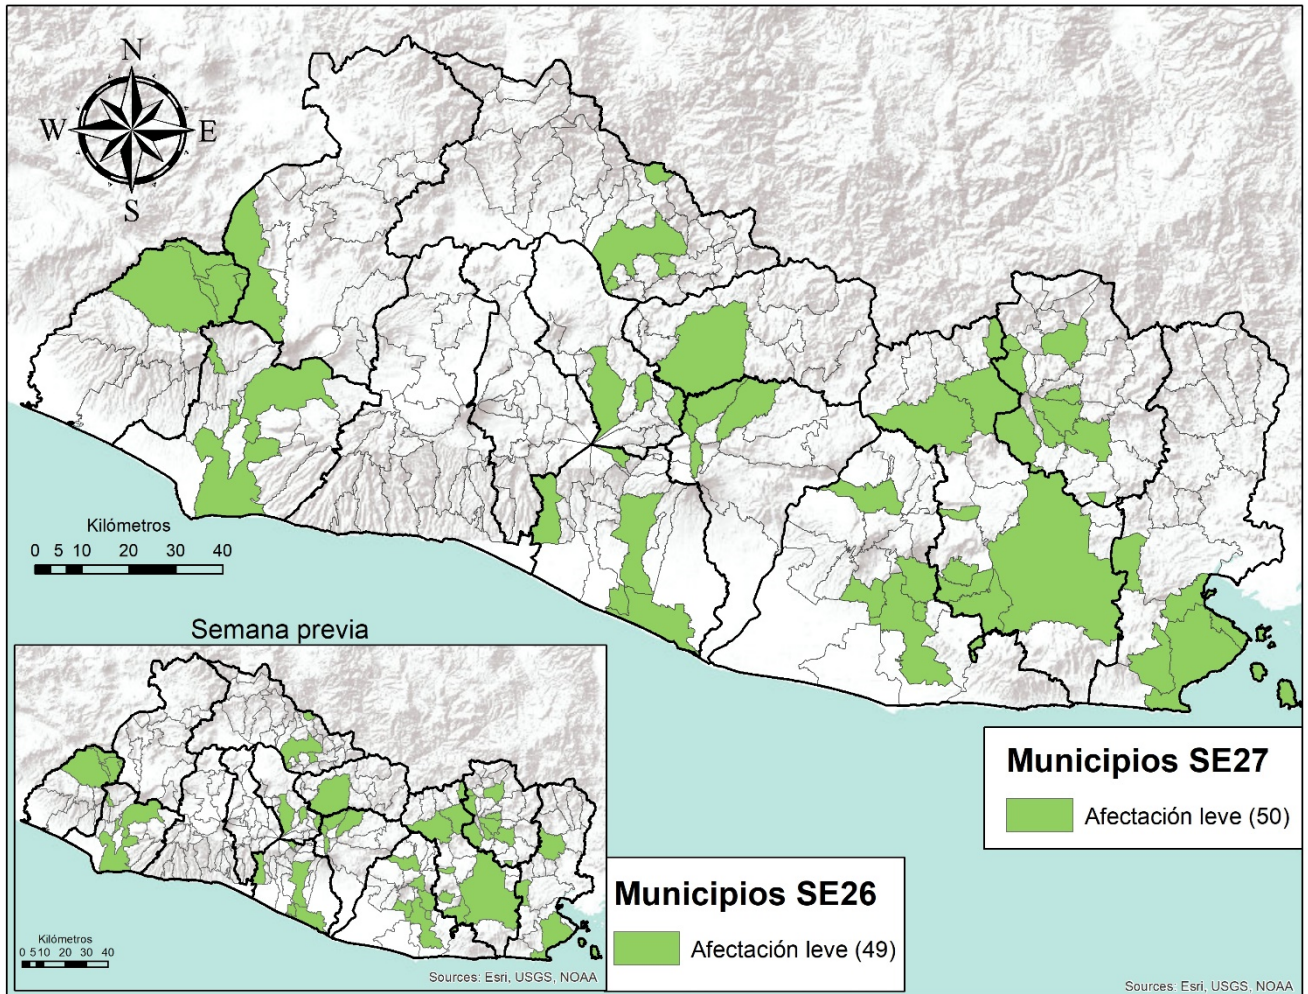 N
W E
S
Kilómetros
0 5 10 20 30 40
Semana previa
Municipios SE27
Afectación leve (50)
Municipios SE26
Afectación leve (49)
Kilómetros
0 5 10 20 30 40
Sources: Esri, USGS, NOAA
Sources: Esri, USGS, NOAA